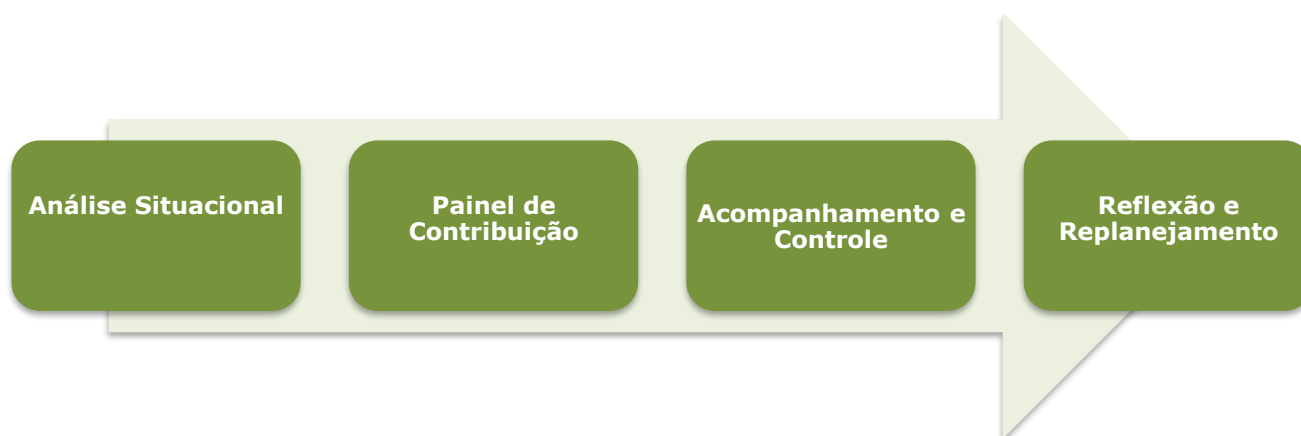 Análise Situacional
Painel de
Contribuição
Acompanhamento e
Controle
Reflexão e
Replanejamento